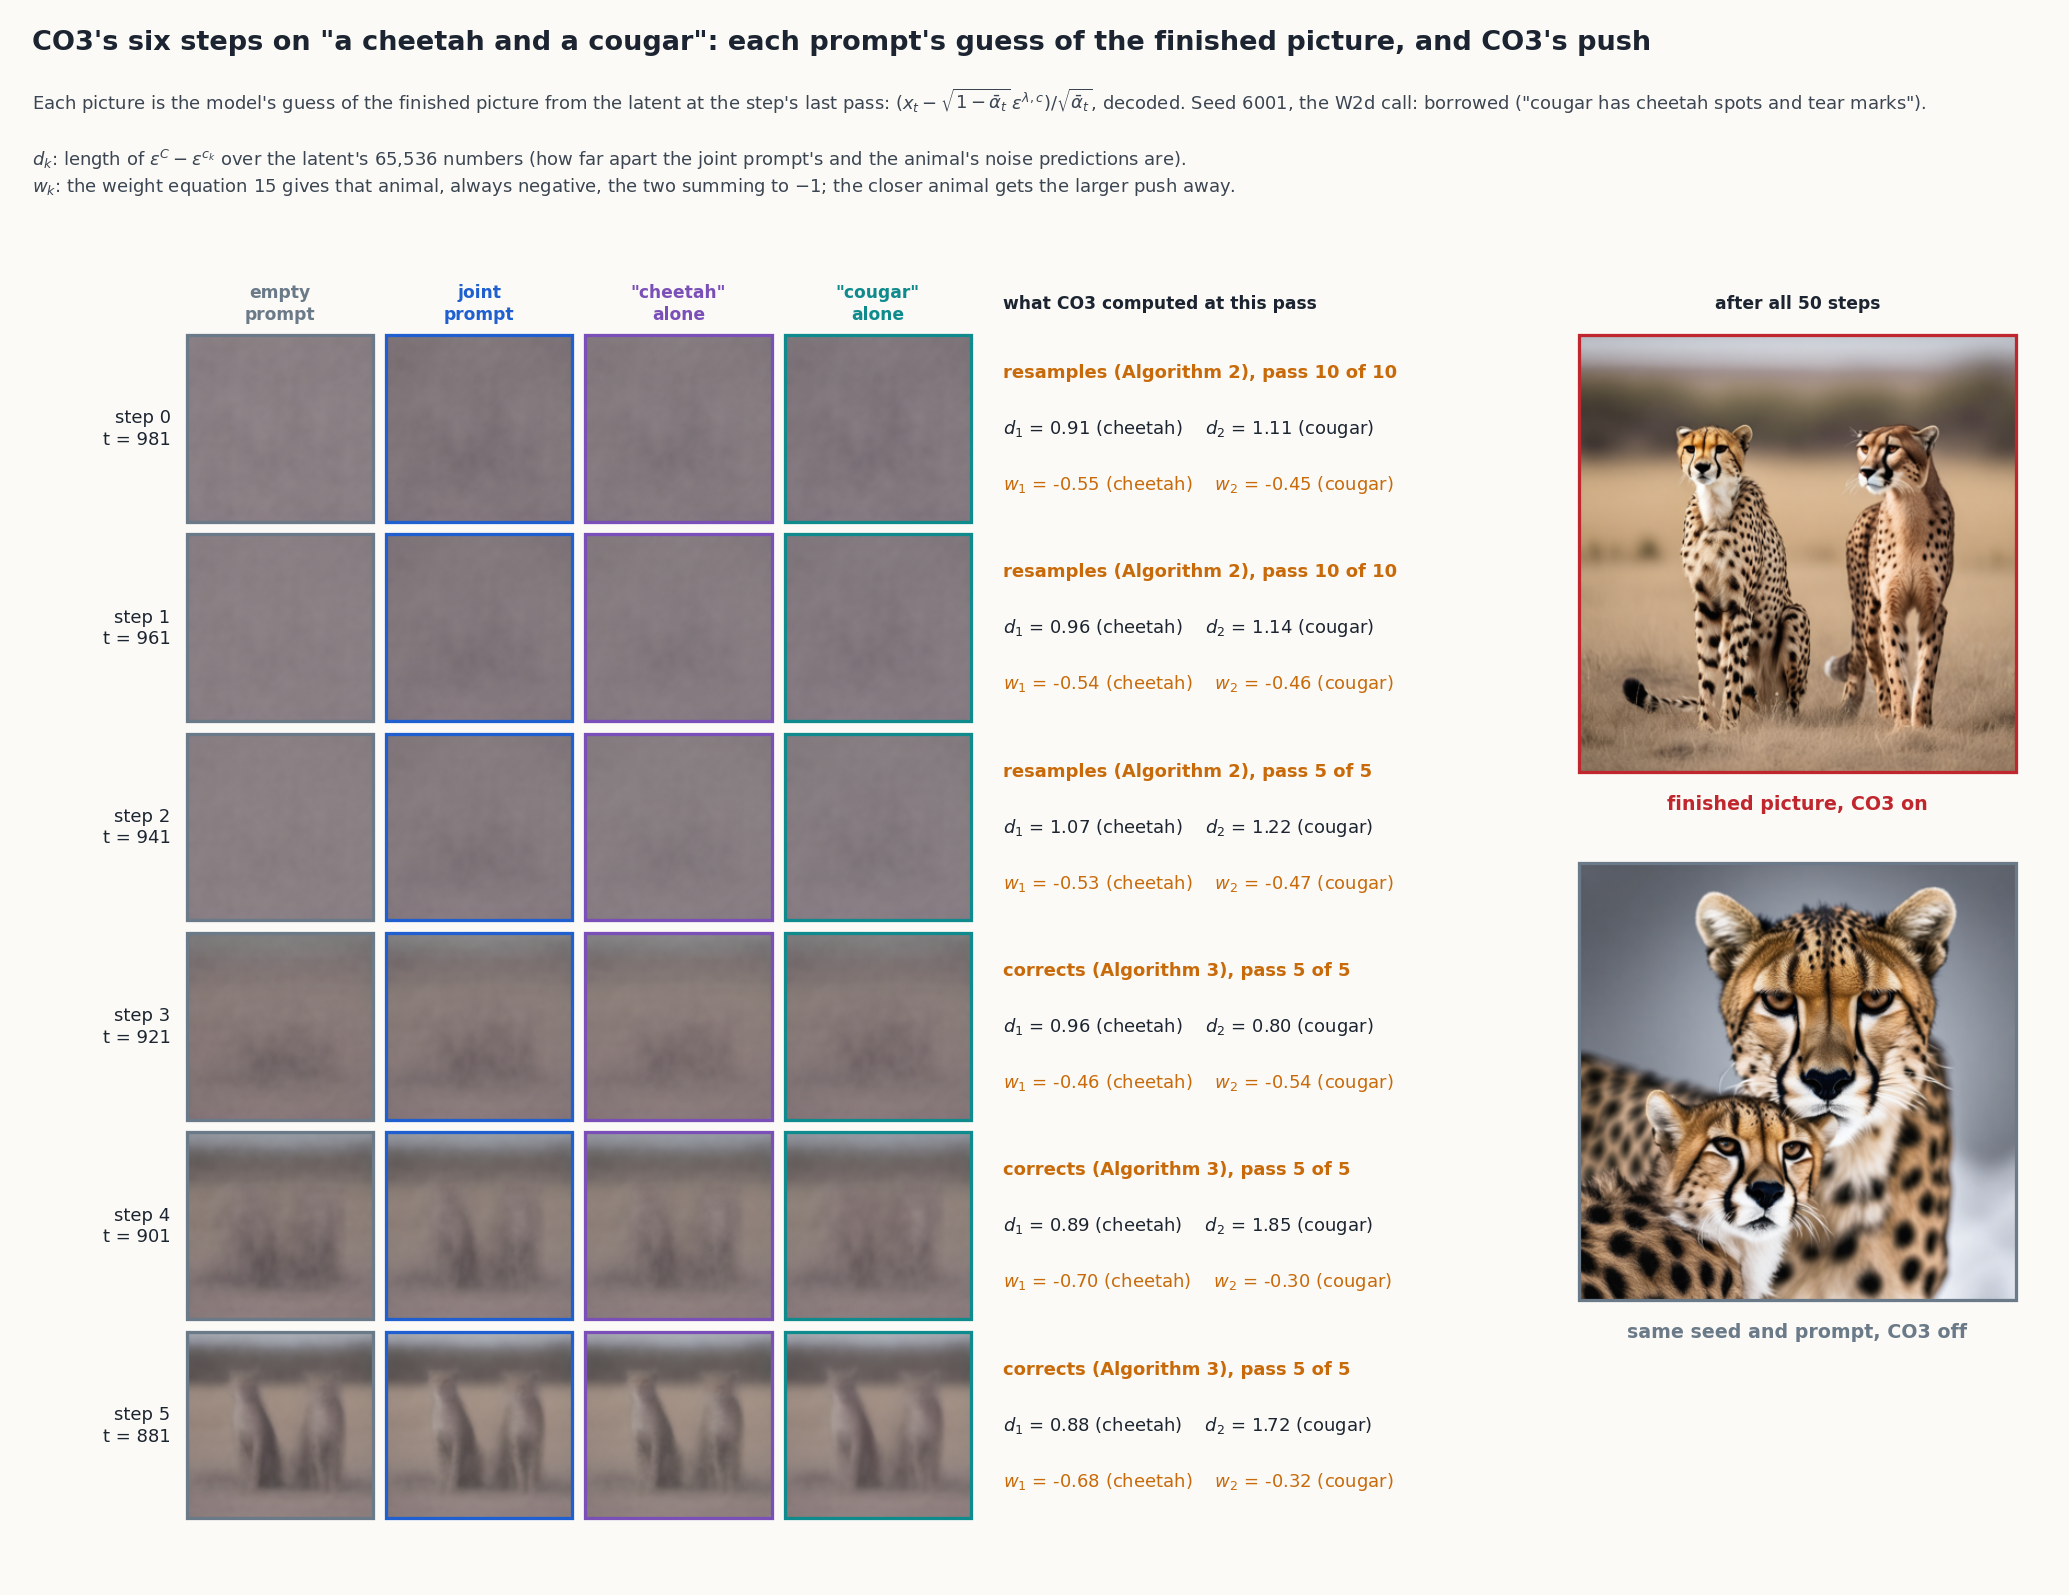 CO3's six steps on "a cheetah and a cougar": each prompt's guess of the finished picture, and CO3's push
Each picture is the model's guess of the finished picture from the latent at the step's last pass: (x_t − √(1 − ᾱ_t) ε^{λ,c})/√ᾱ_t, decoded. Seed 6001, the W2d call: borrowed ("cougar has cheetah spots and tear marks").
d_k: length of ε^C − ε^{c_k} over the latent's 65,536 numbers (how far apart the joint prompt's and the animal's noise predictions are).
w_k: the weight equation 15 gives that animal, always negative, the two summing to −1; the closer animal gets the larger push away.
empty prompt
joint prompt
"cheetah" alone
"cougar" alone
what CO3 computed at this pass
after all 50 steps
step 0
t = 981
resamples (Algorithm 2), pass 10 of 10
d₁ = 0.91 (cheetah) d₂ = 1.11 (cougar)
w₁ = -0.55 (cheetah) w₂ = -0.45 (cougar)
step 1
t = 961
resamples (Algorithm 2), pass 10 of 10
d₁ = 0.96 (cheetah) d₂ = 1.14 (cougar)
w₁ = -0.54 (cheetah) w₂ = -0.46 (cougar)
step 2
t = 941
resamples (Algorithm 2), pass 5 of 5
d₁ = 1.07 (cheetah) d₂ = 1.22 (cougar)
w₁ = -0.53 (cheetah) w₂ = -0.47 (cougar)
finished picture, CO3 on
step 3
t = 921
corrects (Algorithm 3), pass 5 of 5
d₁ = 0.96 (cheetah) d₂ = 0.80 (cougar)
w₁ = -0.46 (cheetah) w₂ = -0.54 (cougar)
step 4
t = 901
corrects (Algorithm 3), pass 5 of 5
d₁ = 0.89 (cheetah) d₂ = 1.85 (cougar)
w₁ = -0.70 (cheetah) w₂ = -0.30 (cougar)
same seed and prompt, CO3 off
step 5
t = 881
corrects (Algorithm 3), pass 5 of 5
d₁ = 0.88 (cheetah) d₂ = 1.72 (cougar)
w₁ = -0.68 (cheetah) w₂ = -0.32 (cougar)